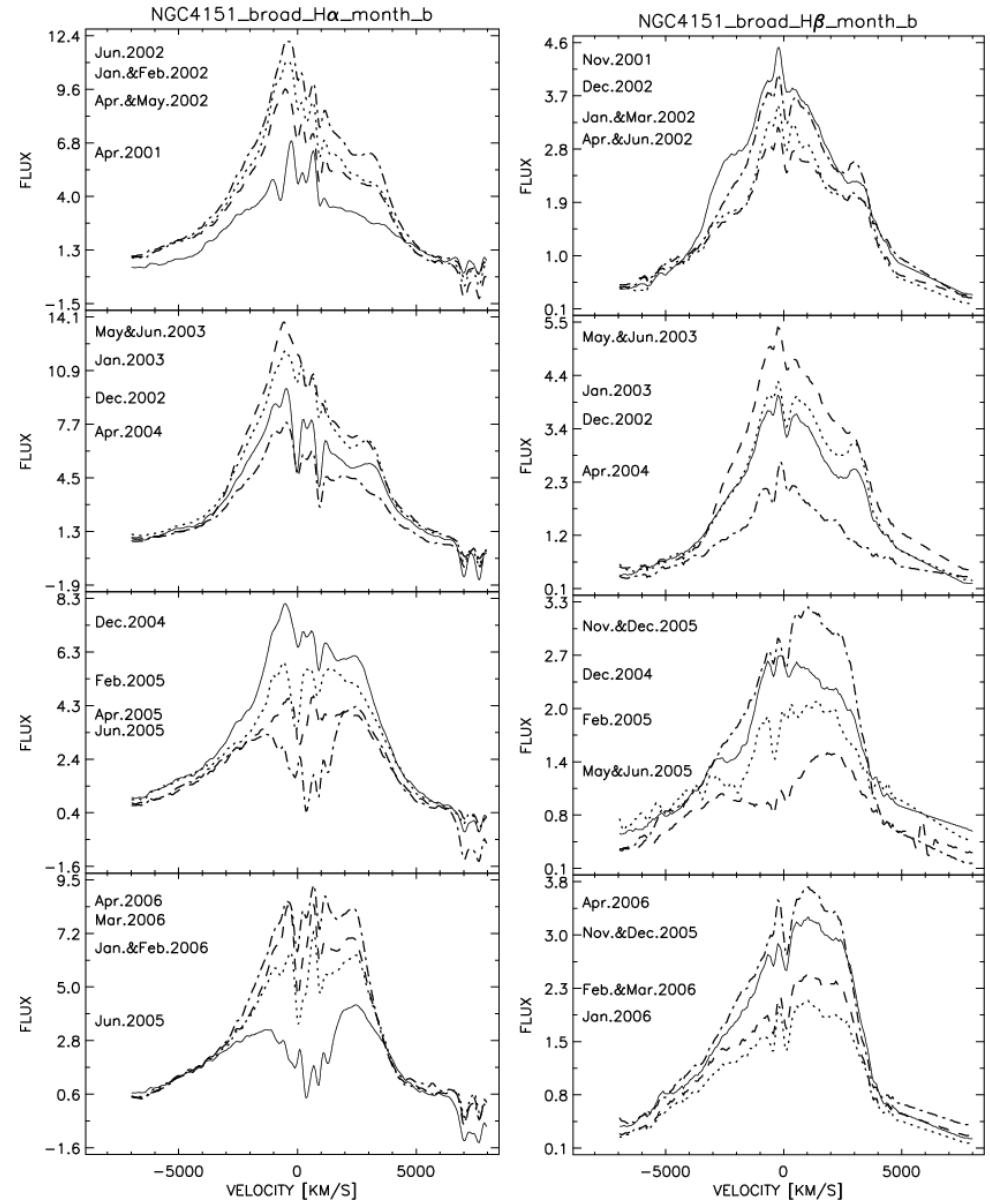 NGC4151_broad_Hα_month_b
12.4
9.6
6.8
4.0
1.3
-1.5
FLUX
Jun.2002
Jan.&Feb.2002
Apr.&May.2002
Apr.2001
14.1
10.9
7.7
4.5
1.3
-1.9
FLUX
May&Jun.2003
Jan.2003
Dec.2002
Apr.2004
8.3
6.3
4.3
2.4
0.4
-1.6
FLUX
Dec.2004
Feb.2005
Apr.2005
Jun.2005
9.5
7.2
5.0
2.8
0.6
-1.6
FLUX
Apr.2006
Mar.2006
Jan.&Feb.2006
Jun.2005
-5000 0 5000
VELOCITY [KM/S]
NGC4151_broad_Hβ_month_b
4.6
3.7
2.8
1.9
1.0
0.1
FLUX
Nov.2001
Dec.2002
Jan.&Mar.2002
Apr.&Jun.2002
5.5
4.4
3.4
2.3
1.2
0.1
FLUX
May.&Jun.2003
Jan.2003
Dec.2002
Apr.2004
3.3
2.7
2.0
1.4
0.8
0.1
FLUX
Nov.&Dec.2005
Dec.2004
Feb.2005
May&Jun.2005
3.8
3.0
2.3
1.5
0.8
0.1
FLUX
Apr.2006
Nov.&Dec.2005
Feb.&Mar.2006
Jan.2006
-5000 0 5000
VELOCITY [KM/S]